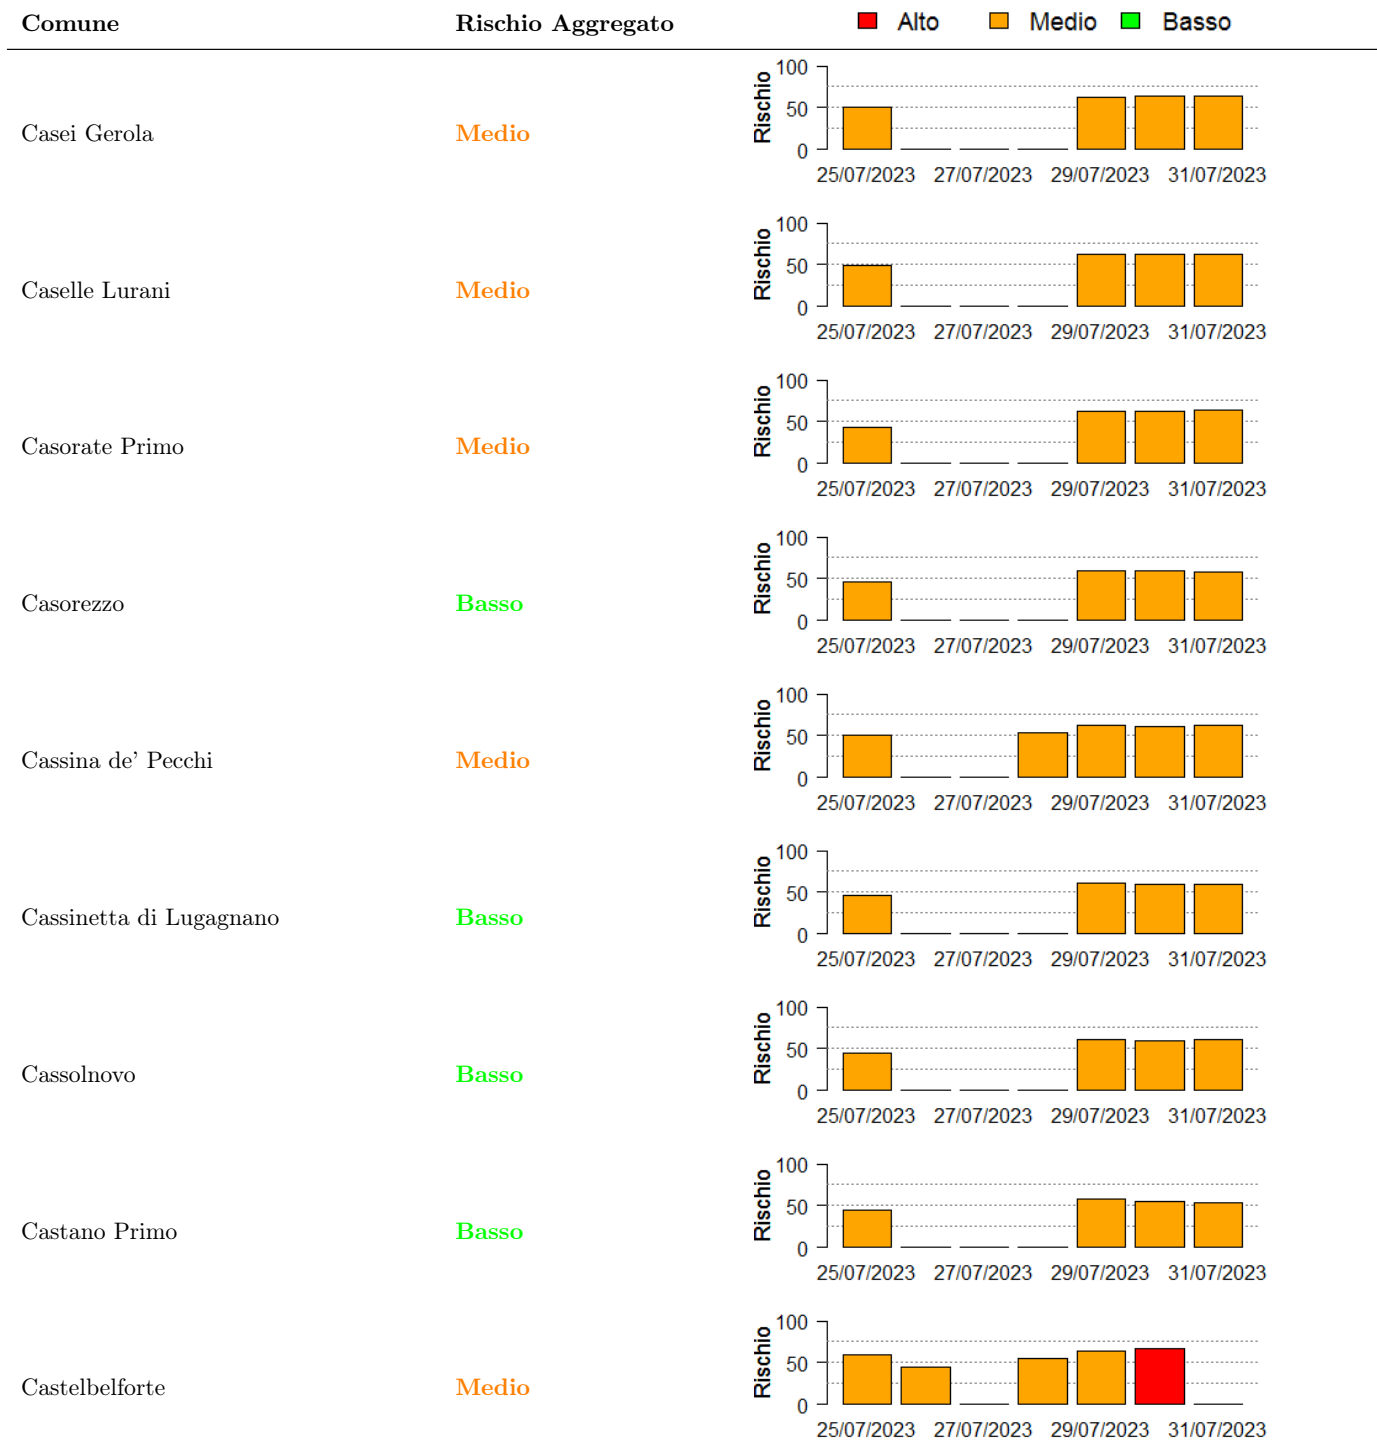 Comune Rischio Aggregato Alto Medio Basso
Casei Gerola Medio
Rischio
100
50
0
25/07/2023 27/07/2023 29/07/2023 31/07/2023
Caselle Lurani Medio
Rischio
100
50
0
25/07/2023 27/07/2023 29/07/2023 31/07/2023
Casorate Primo Medio
Rischio
100
50
0
25/07/2023 27/07/2023 29/07/2023 31/07/2023
Casorezzo Basso
Rischio
100
50
0
25/07/2023 27/07/2023 29/07/2023 31/07/2023
Cassina de' Pecchi Medio
Rischio
100
50
0
25/07/2023 27/07/2023 29/07/2023 31/07/2023
Cassinetta di Lugagnano Basso
Rischio
100
50
0
25/07/2023 27/07/2023 29/07/2023 31/07/2023
Cassolnovo Basso
Rischio
100
50
0
25/07/2023 27/07/2023 29/07/2023 31/07/2023
Castano Primo Basso
Rischio
100
50
0
25/07/2023 27/07/2023 29/07/2023 31/07/2023
Castelbelforte Medio
Rischio
100
50
0
25/07/2023 27/07/2023 29/07/2023 31/07/2023